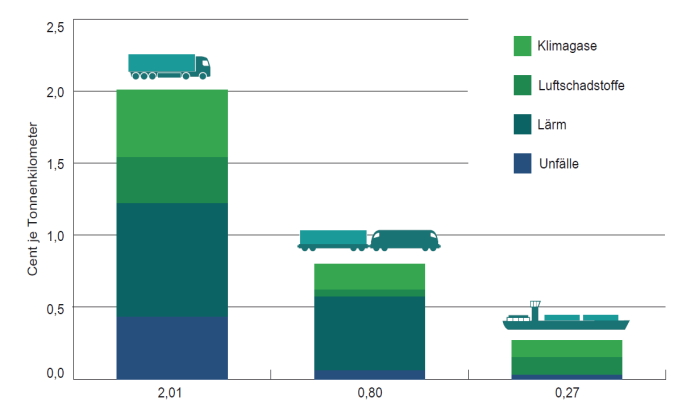 Cent je Tonnenkilometer
2,5
2,0
1,5
1,0
0,5
0,0
Klimagase
Luftschadstoffe
Lärm
Unfälle
2,01
0,80
0,27